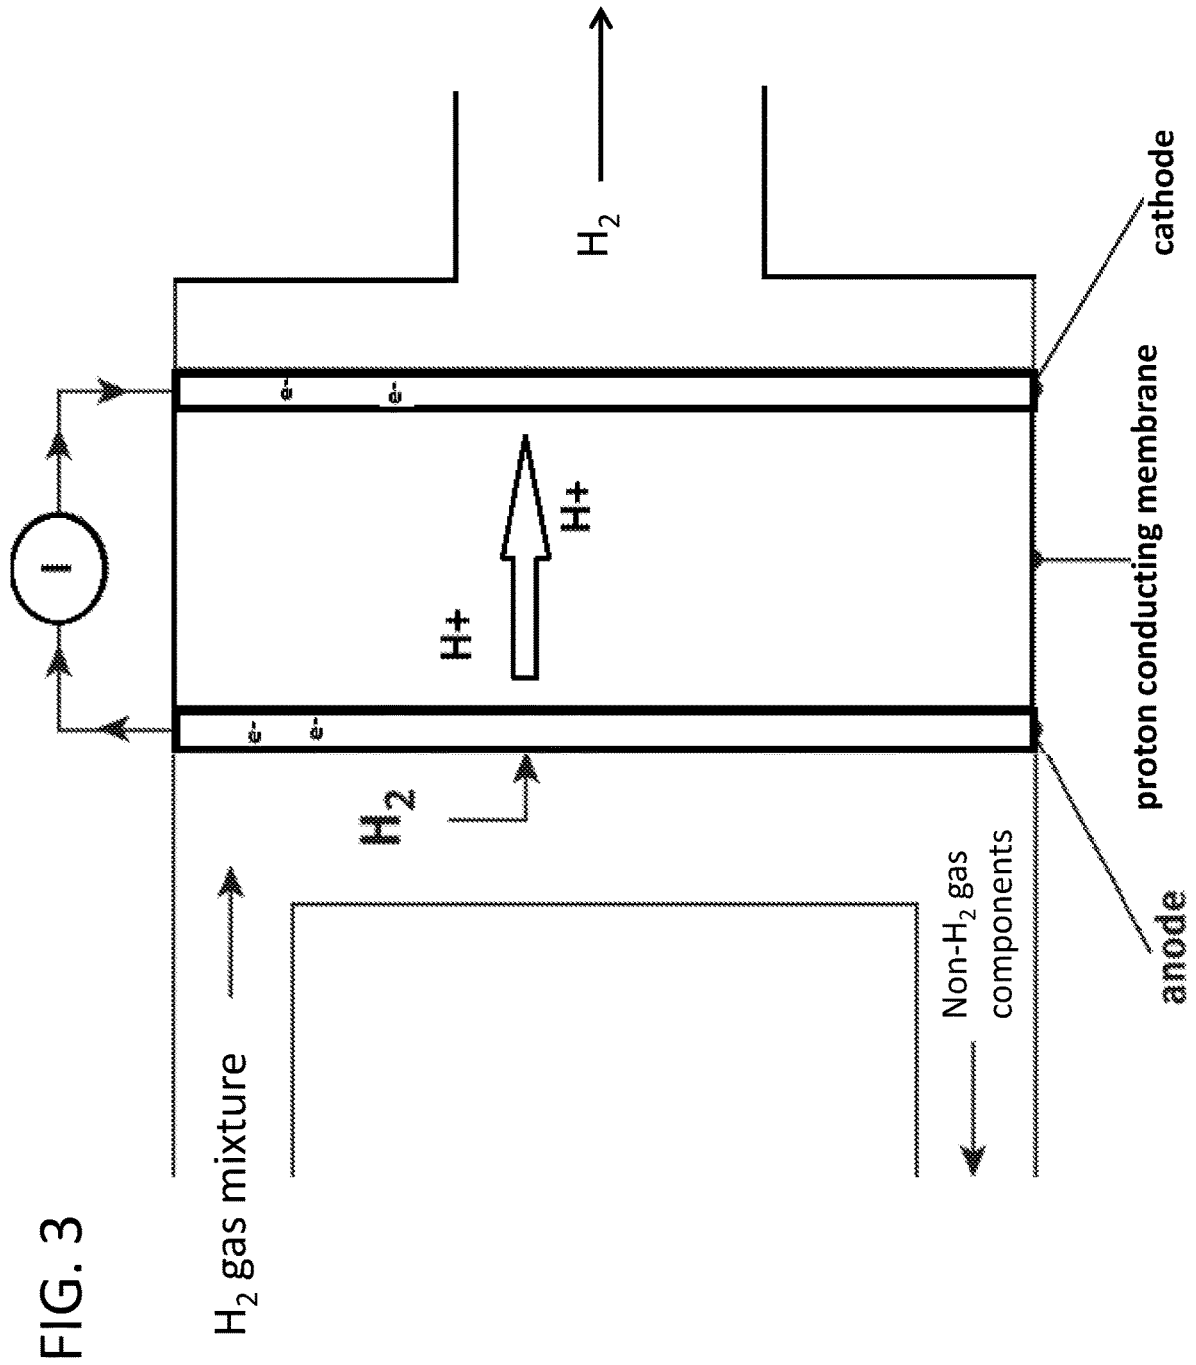 FIG. 3
I
H₂ gas mixture
e-
e-
e-
e-
H₂
H+
H+
H₂
Non-H₂ gas
components
anode
proton conducting membrane
cathode